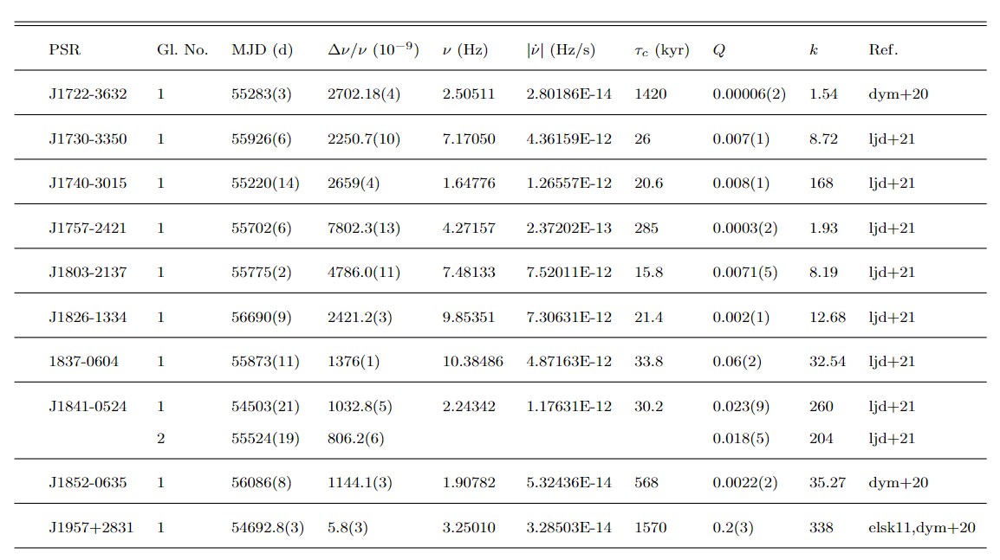 PSR Gl. No. MJD (d) Δν/ν (10⁻⁹) ν (Hz) |ν̇| (Hz/s) τc (kyr) Q k Ref.
J1722-3632 1 55283(3) 2702.18(4) 2.50511 2.80186E-14 1420 0.00006(2) 1.54 dym+20
J1730-3350 1 55926(6) 2250.7(10) 7.17050 4.36159E-12 26 0.007(1) 8.72 ljd+21
J1740-3015 1 55220(14) 2659(4) 1.64776 1.26557E-12 20.6 0.008(1) 168 ljd+21
J1757-2421 1 55702(6) 7802.3(13) 4.27157 2.37202E-13 285 0.0003(2) 1.93 ljd+21
J1803-2137 1 55775(2) 4786.0(11) 7.48133 7.52011E-12 15.8 0.0071(5) 8.19 ljd+21
J1826-1334 1 56690(9) 2421.2(3) 9.85351 7.30631E-12 21.4 0.002(1) 12.68 ljd+21
1837-0604 1 55873(11) 1376(1) 10.38486 4.87163E-12 33.8 0.06(2) 32.54 ljd+21
J1841-0524 1 54503(21) 1032.8(5) 2.24342 1.17631E-12 30.2 0.023(9) 260 ljd+21
2 55524(19) 806.2(6) 0.018(5) 204 ljd+21
J1852-0635 1 56086(8) 1144.1(3) 1.90782 5.32436E-14 568 0.0022(2) 35.27 dym+20
J1957+2831 1 54692.8(3) 5.8(3) 3.25010 3.28503E-14 1570 0.2(3) 338 elsk11,dym+20